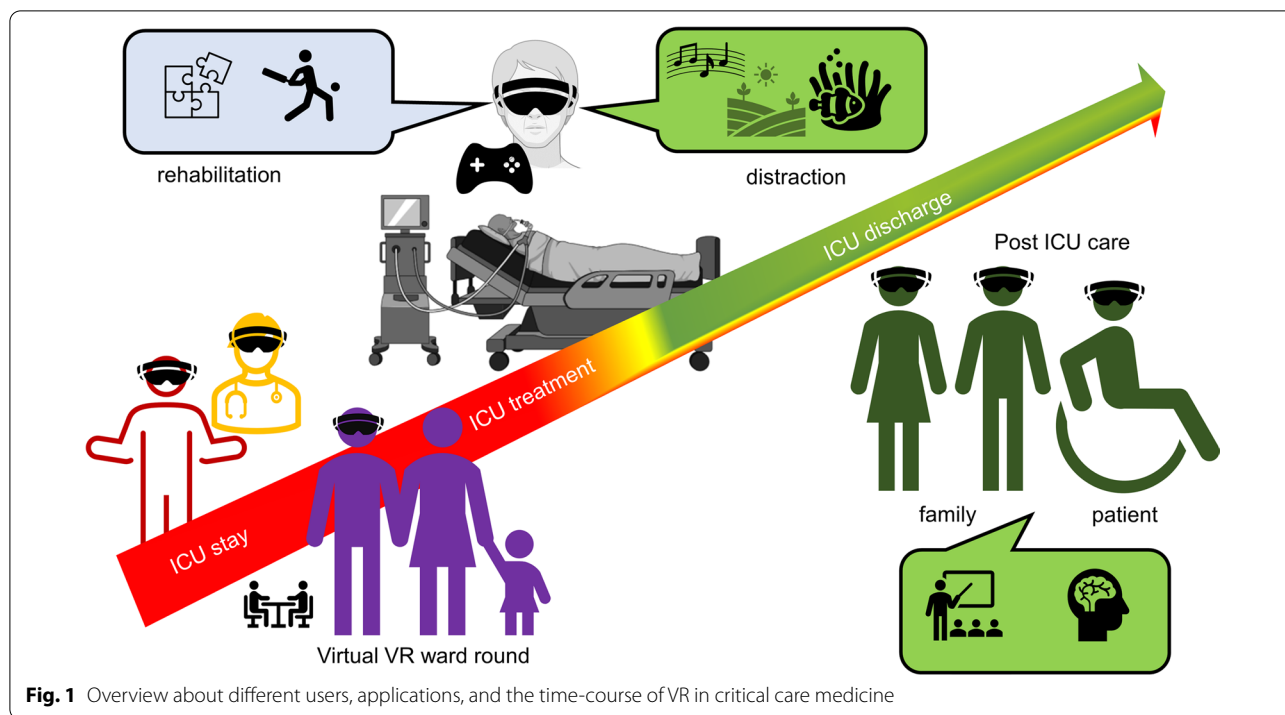 rehabilitation
distraction
ICU discharge
Post ICU care
ICU treatment
ICU stay
family
patient
Virtual VR ward round
Fig. 1 Overview about different users, applications, and the time-course of VR in critical care medicine